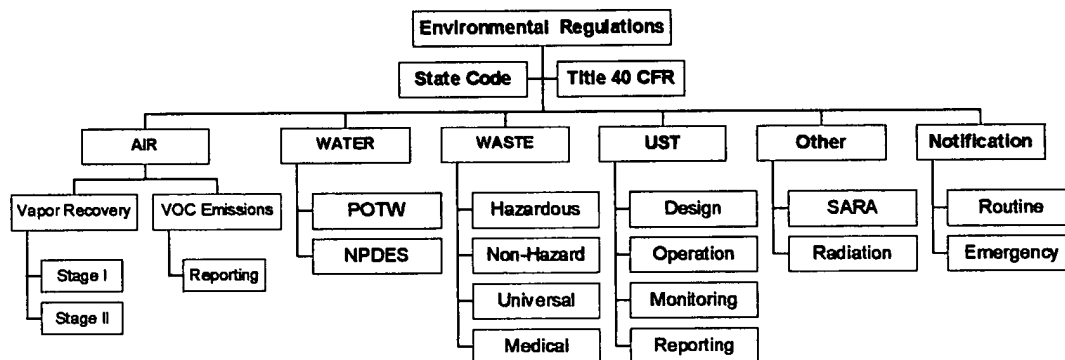 Environmental Regulations
State Code
Title 40 CFR
AIR
WATER
WASTE
UST
Other
Notification
Vapor Recovery
VOC Emissions
POTW
Hazardous
Design
SARA
Routine
NPDES
Non-Hazard
Operation
Radiation
Emergency
Stage I
Reporting
Universal
Monitoring
Stage II
Medical
Reporting